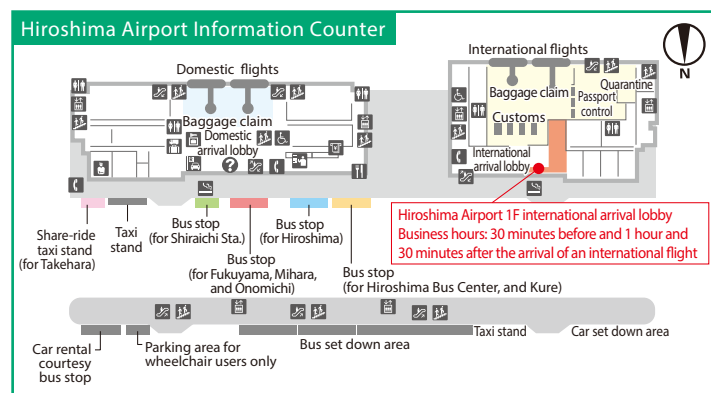 Hiroshima Airport Information Counter
N
Domestic flights
Baggage claim
Domestic
arrival lobby
?
International flights
Baggage claim
Quarantine
Passport
control
Customs
International
arrival lobby
Hiroshima Airport 1F international arrival lobby
Business hours: 30 minutes before and 1 hour and
30 minutes after the arrival of an international flight
Share-ride
taxi stand
(for Takehara)
Taxi
stand
Bus stop
(for Shiraichi Sta.)
Bus stop
(for Fukuyama, Mihara,
and Onomichi)
Bus stop
(for Hiroshima)
Bus stop
(for Hiroshima Bus Center, and Kure)
Car rental
courtesy
bus stop
Parking area for
wheelchair users only
Bus set down area
Taxi stand
Car set down area